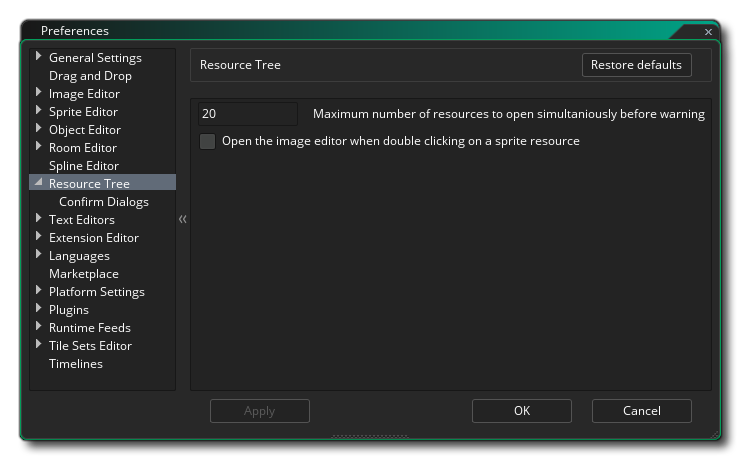 Preferences
General Settings
Drag and Drop
Image Editor
Sprite Editor
Object Editor
Room Editor
Spline Editor
Resource Tree
Confirm Dialogs
Text Editors
Extension Editor
Languages
Marketplace
Platform Settings
Plugins
Runtime Feeds
Tile Sets Editor
Timelines
Resource Tree
Restore defaults
20 Maximum number of resources to open simultaniously before warning
Open the image editor when double clicking on a sprite resource
Apply
OK
Cancel